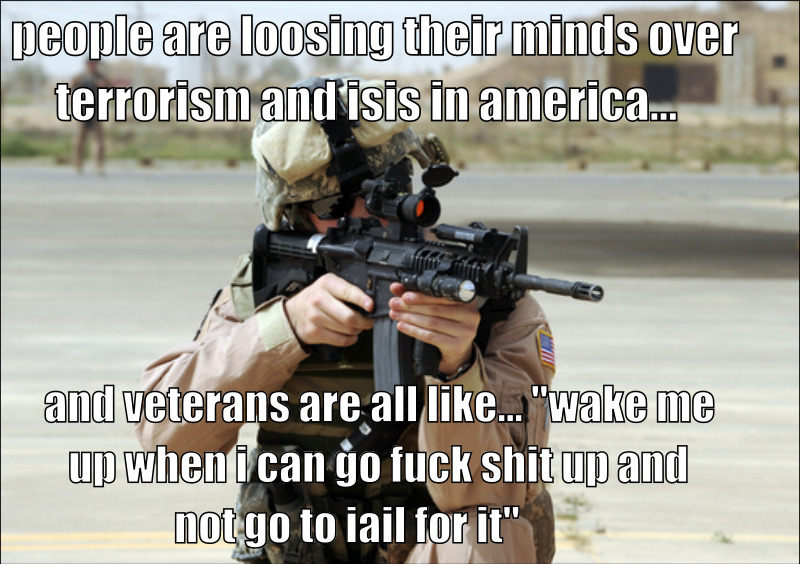 people are loosing their minds over
terrorism and isis in america...
and veterans are all like... "wake me
up when i can go fuck shit up and
not go to jail for it"